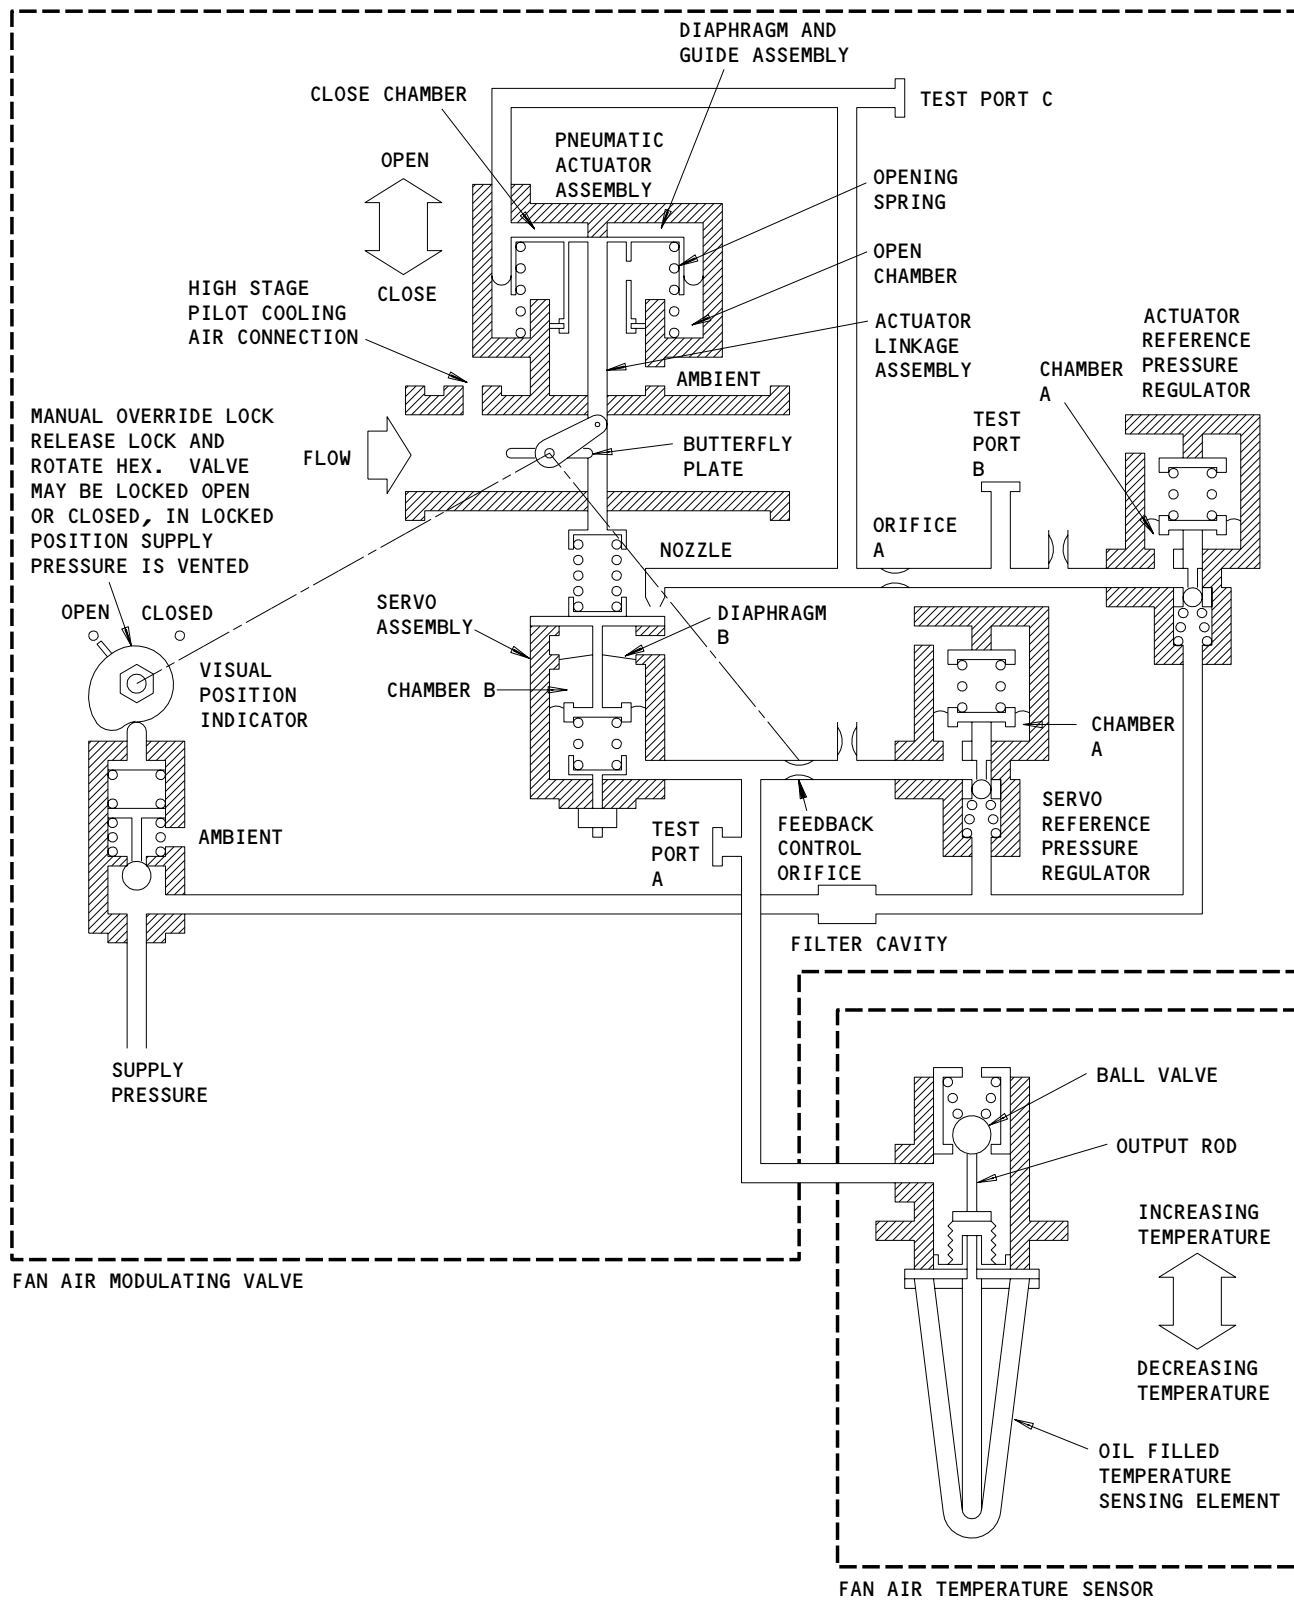 DIAPHRAGM AND
GUIDE ASSEMBLY
CLOSE CHAMBER
TEST PORT C
PNEUMATIC
ACTUATOR
ASSEMBLY
OPEN
OPENING
SPRING
OPEN
CHAMBER
CLOSE
HIGH STAGE
PILOT COOLING
AIR CONNECTION
ACTUATOR
LINKAGE
ASSEMBLY
ACTUATOR
REFERENCE
PRESSURE
REGULATOR
CHAMBER
A
AMBIENT
MANUAL OVERRIDE LOCK
RELEASE LOCK AND
ROTATE HEX. VALVE
MAY BE LOCKED OPEN
OR CLOSED, IN LOCKED
POSITION SUPPLY
PRESSURE IS VENTED
TEST
PORT
B
FLOW
BUTTERFLY
PLATE
ORIFICE
A
NOZZLE
OPEN CLOSED
SERVO
ASSEMBLY
DIAPHRAGM
B
VISUAL
POSITION
INDICATOR
CHAMBER B
CHAMBER
A
AMBIENT
TEST
PORT
A
FEEDBACK
CONTROL
ORIFICE
SERVO
REFERENCE
PRESSURE
REGULATOR
FILTER CAVITY
SUPPLY
PRESSURE
BALL VALVE
OUTPUT ROD
INCREASING
TEMPERATURE
FAN AIR MODULATING VALVE
DECREASING
TEMPERATURE
OIL FILLED
TEMPERATURE
SENSING ELEMENT
FAN AIR TEMPERATURE SENSOR